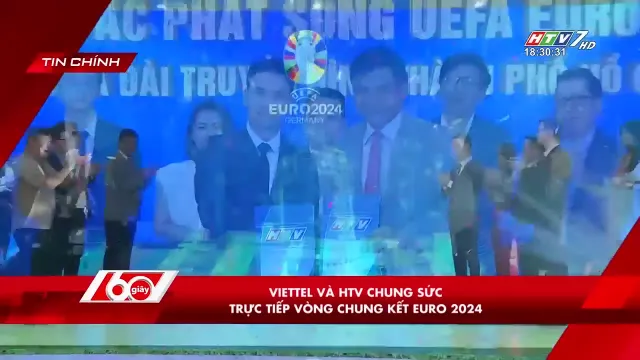 ÁC PHÁT SÓNG UEFA EURO
TIN CHÍNH
HTV7 HD
18:30:31
ĐÀI TRUY
PHỐ
UEFA
EURO2024
GERMANY
HTV
60 giây
VIETTEL VÀ HTV CHUNG SỨC
TRỰC TIẾP VÒNG CHUNG KẾT EURO 2024